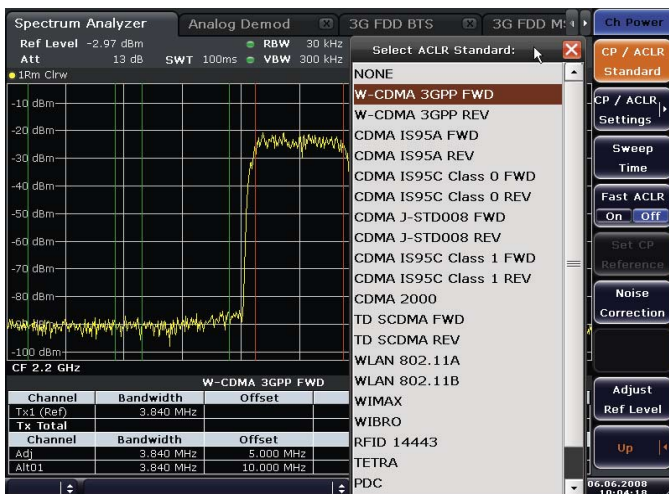 Spectrum Analyzer
Analog Demod
3G FDD BTS
3G FDD M
Ref Level -2.97 dBm
RBW 30 kHz
Att 13 dB SWT 100ms VBW 300 kHz
1Rm Clrw
-10 dBm
-20 dBm
-30 dBm
-40 dBm
-50 dBm
-60 dBm
-70 dBm
-80 dBm
-100 dBm
CF 2.2 GHz
W-CDMA 3GPP FWD
Channel Bandwidth Offset
Tx1 (Ref) 3.840 MHz
Tx Total
Channel Bandwidth Offset
Adj 3.840 MHz 5.000 MHz
Alt01 3.840 MHz 10.000 MHz
Select ACLR Standard:
NONE
W-CDMA 3GPP FWD
W-CDMA 3GPP REV
CDMA IS95A FWD
CDMA IS95A REV
CDMA IS95C Class 0 FWD
CDMA IS95C Class 0 REV
CDMA J-STD008 FWD
CDMA J-STD008 REV
CDMA IS95C Class 1 FWD
CDMA IS95C Class 1 REV
CDMA 2000
TD SCDMA FWD
TD SCDMA REV
WLAN 802.11A
WLAN 802.11B
WIMAX
WIBRO
RFID 14443
TETRA
PDC
Ch Power
CP / ACLR
Standard
CP / ACLR
Settings
Sweep
Time
Fast ACLR
On Off
Set CP
Reference
Noise
Correction
Adjust
Ref Level
Up
06.06.2008
10:04:18